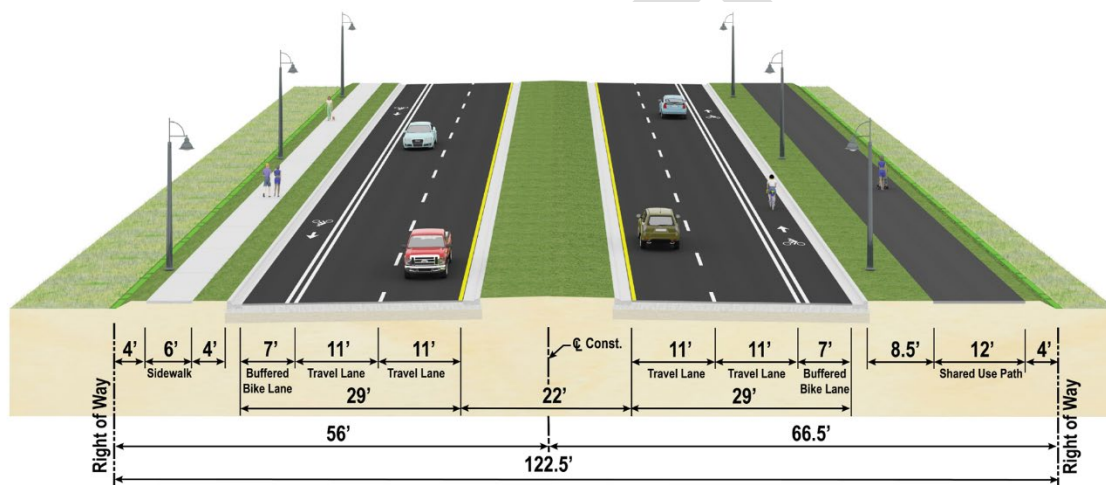 4' 6' 4' 7' 11' 11' ℄ Const. 11' 11' 7' 8.5' 12' 4'
Sidewalk Buffered Bike Lane Travel Lane Travel Lane Travel Lane Travel Lane Buffered Bike Lane Shared Use Path
29' 22' 29'
Right of Way 56' 66.5' Right of Way
122.5'